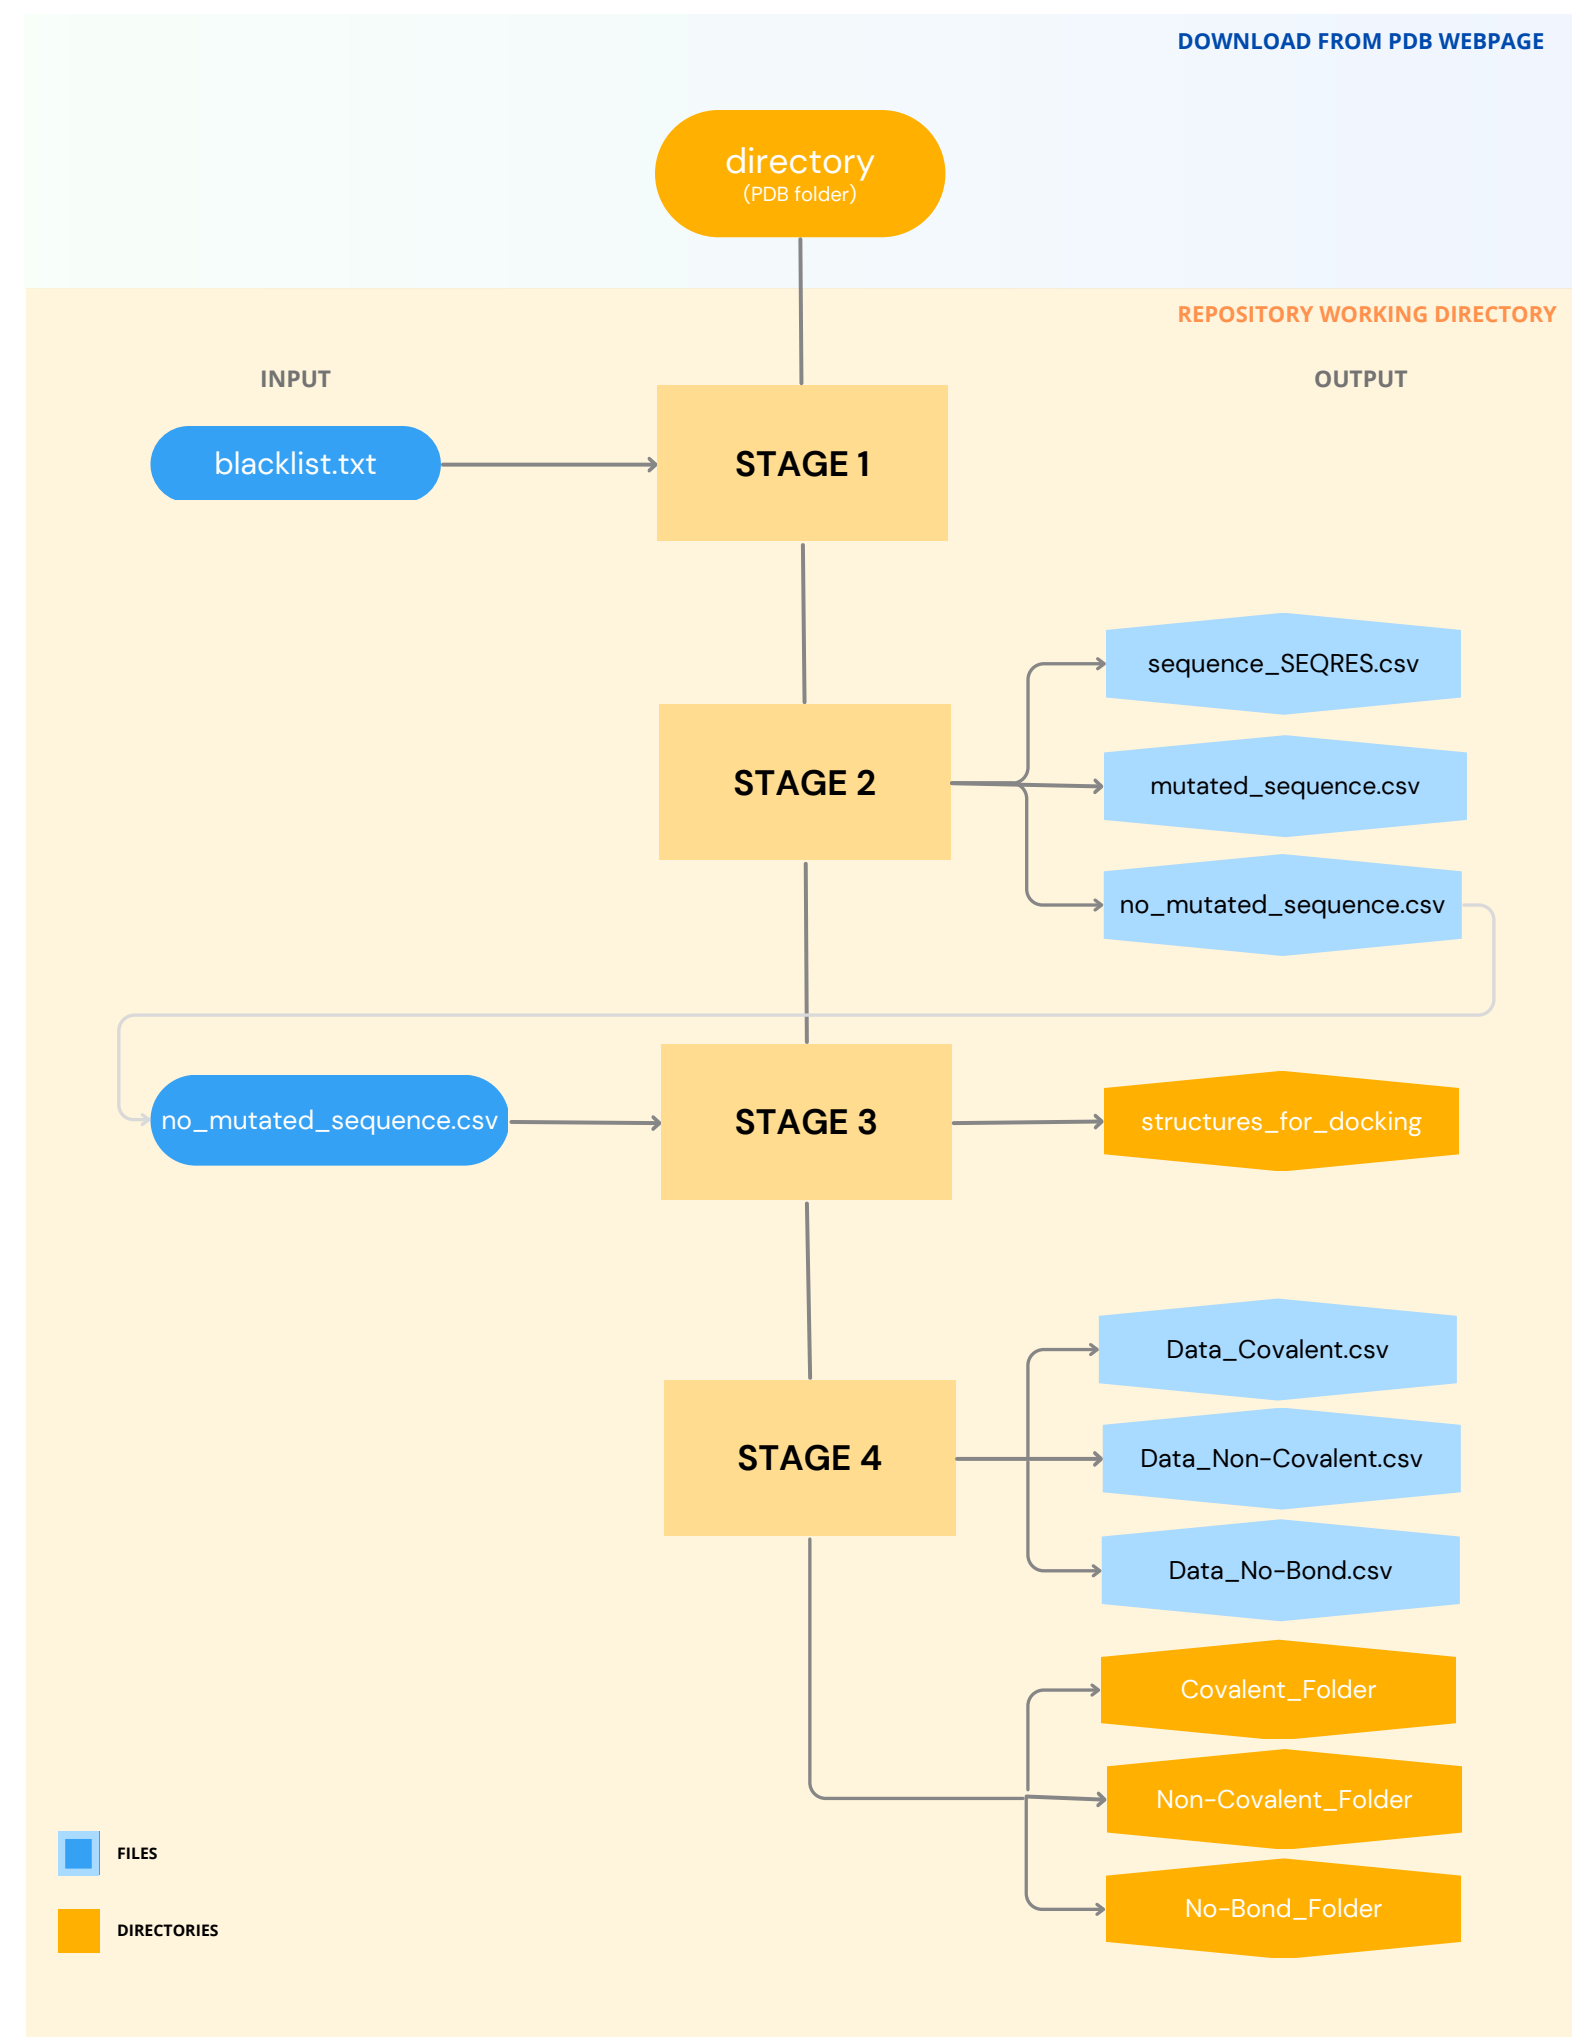 DOWNLOAD FROM PDB WEBPAGE
directory
(PDB folder)
REPOSITORY WORKING DIRECTORY
INPUT
OUTPUT
blacklist.txt
STAGE 1
sequence_SEQRES.csv
STAGE 2
mutated_sequence.csv
no_mutated_sequence.csv
no_mutated_sequence.csv
STAGE 3
structures_for_docking
Data_Covalent.csv
STAGE 4
Data_Non-Covalent.csv
Data_No-Bond.csv
Covalent_Folder
Non-Covalent_Folder
No-Bond_Folder
FILES
DIRECTORIES